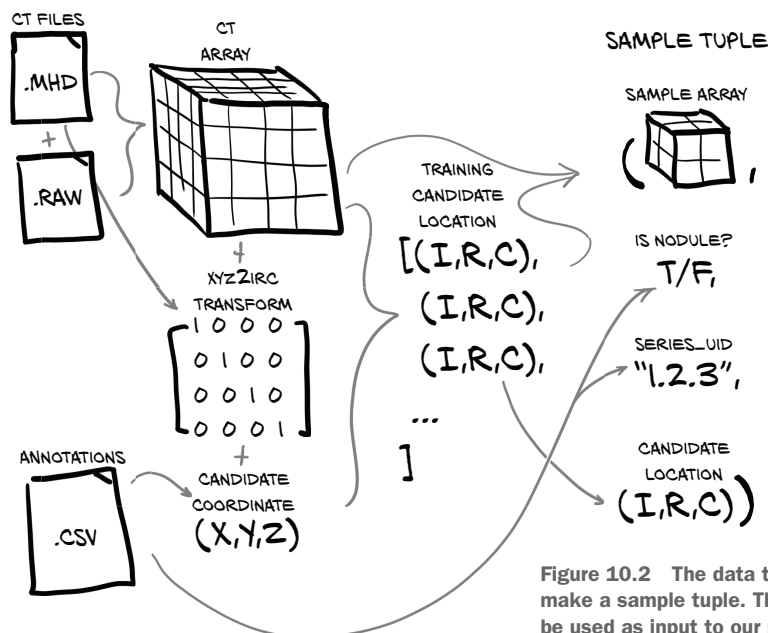 CT FILES
.MHD
+
.RAW
CT
ARRAY
+
XYZ2IRC
TRANSFORM
1 0 0 0
0 1 0 0
0 0 1 0
0 0 0 1
+
ANNOTATIONS
.CSV
CANDIDATE
COORDINATE
(X,Y,Z)
TRAINING
CANDIDATE
LOCATION
[(I,R,C),
(I,R,C),
(I,R,C),
...
]
SAMPLE TUPLE
SAMPLE ARRAY
( ,
IS NODULE?
T/F,
SERIES_UID
"1.2.3",
CANDIDATE
LOCATION
(I,R,C))
Figure 10.2 The data
make a sample tuple.
be used as input to our